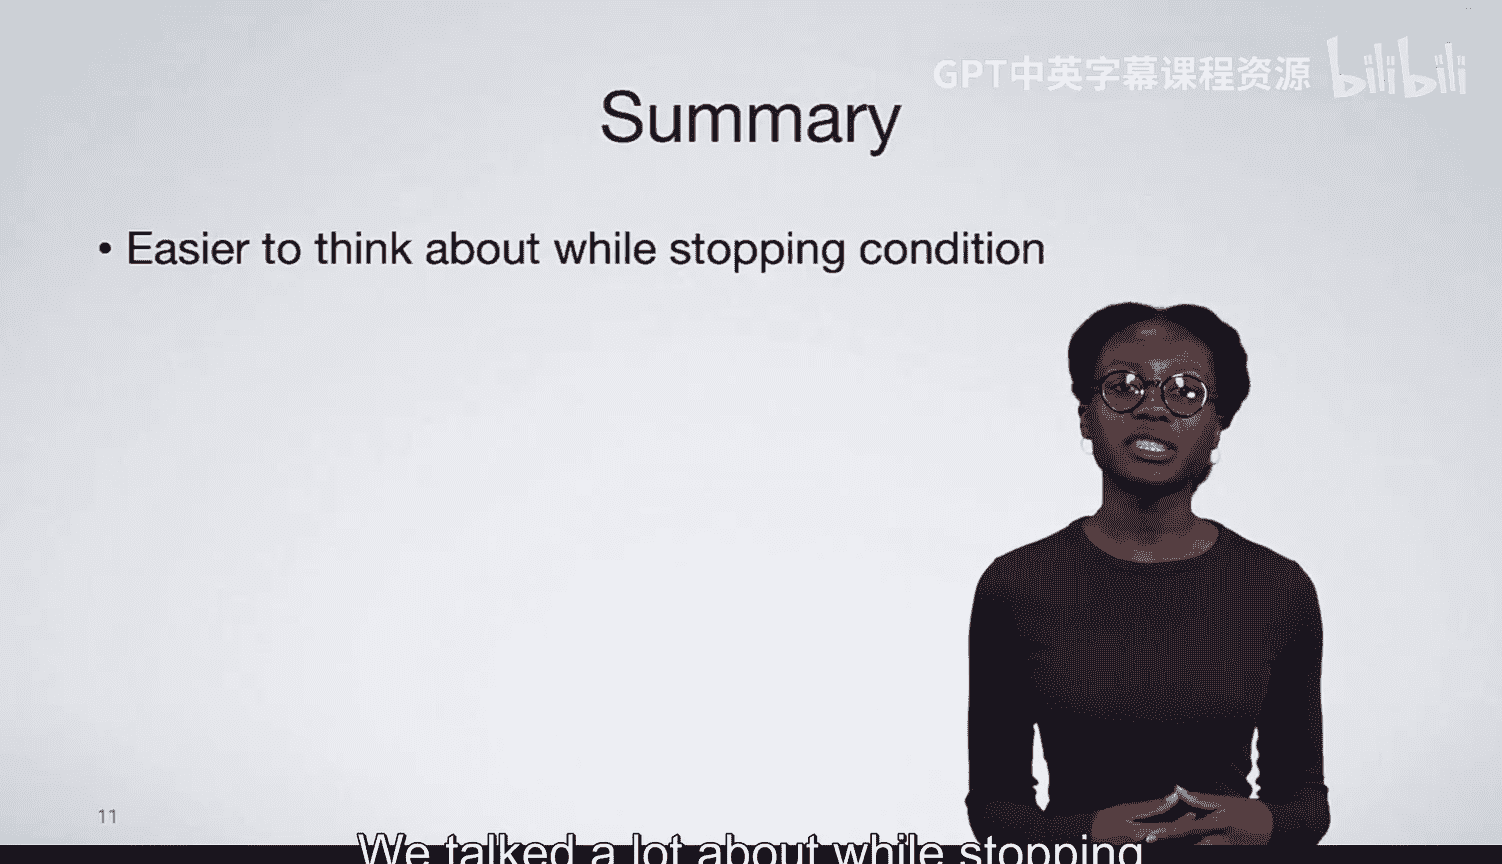 GPT中英字幕课程资源 bilibili
Summary
• Easier to think about while stopping condition
11
We talked a lot about while stopping